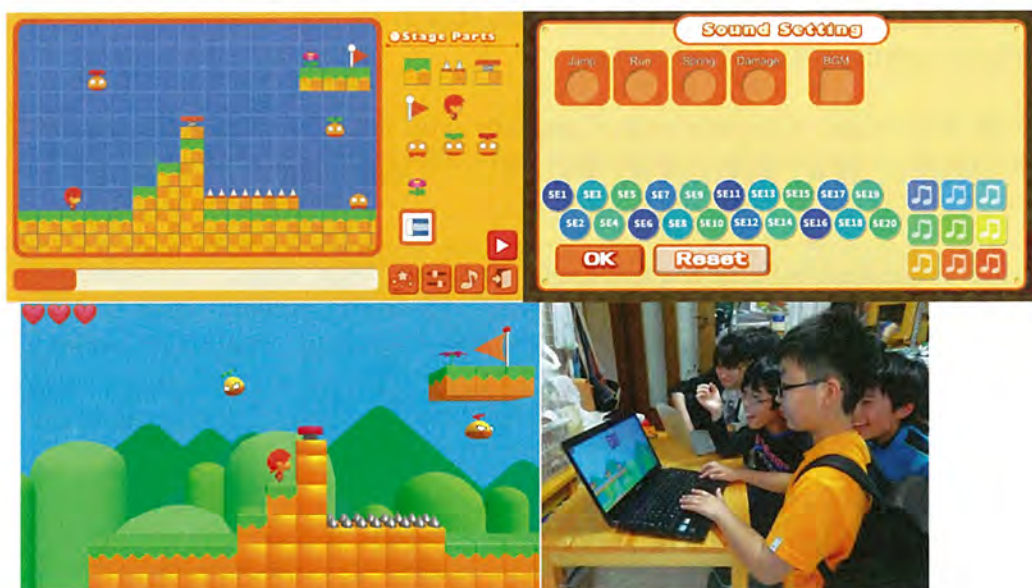 Stage Parts
Sound Setting
Jump Run Spring Damage BGM
SE1 SE3 SE5 SE7 SE9 SE11 SE13 SE15 SE17 SE19
SE2 SE4 SE6 SE8 SE10 SE12 SE14 SE16 SE18 SE20
OK Reset